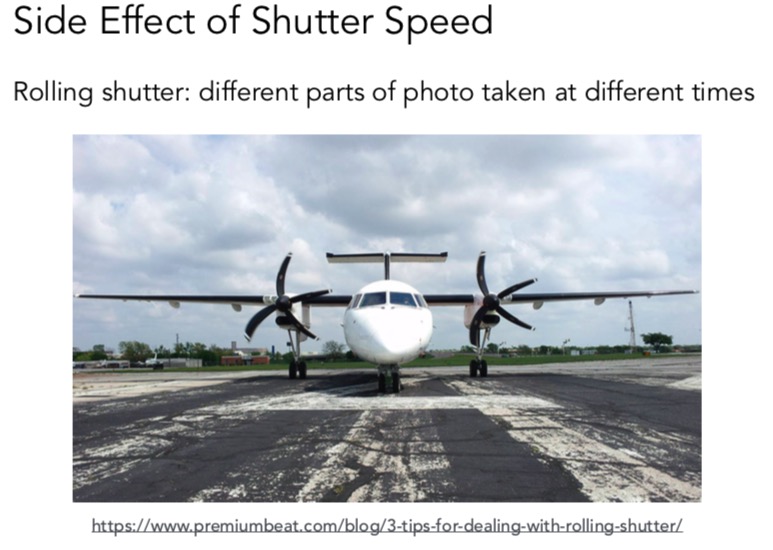 Side Effect of Shutter Speed
Rolling shutter: different parts of photo taken at different times
https://www.premiumbeat.com/blog/3-tips-for-dealing-with-rolling-shutter/